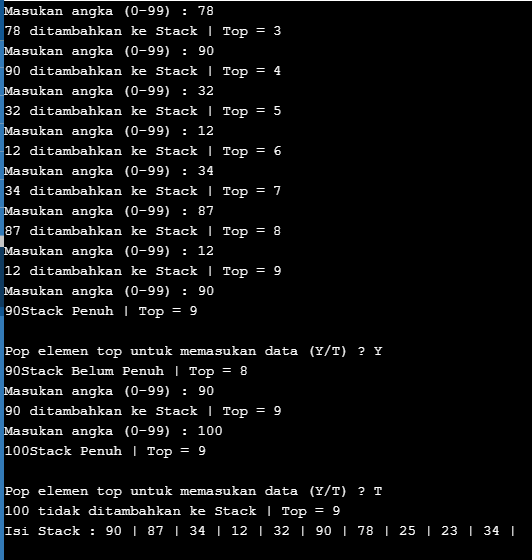 Masukan angka (0-99) : 78
78 ditambahkan ke Stack | Top = 3
Masukan angka (0-99) : 90
90 ditambahkan ke Stack | Top = 4
Masukan angka (0-99) : 32
32 ditambahkan ke Stack | Top = 5
Masukan angka (0-99) : 12
12 ditambahkan ke Stack | Top = 6
Masukan angka (0-99) : 34
34 ditambahkan ke Stack | Top = 7
Masukan angka (0-99) : 87
87 ditambahkan ke Stack | Top = 8
Masukan angka (0-99) : 12
12 ditambahkan ke Stack | Top = 9
Masukan angka (0-99) : 90
90Stack Penuh | Top = 9
Pop elemen top untuk memasukan data (Y/T) ? Y
90Stack Belum Penuh | Top = 8
Masukan angka (0-99) : 90
90 ditambahkan ke Stack | Top = 9
Masukan angka (0-99) : 100
100Stack Penuh | Top = 9
Pop elemen top untuk memasukan data (Y/T) ? T
100 tidak ditambahkan ke Stack | Top = 9
Isi Stack : 90 | 87 | 34 | 12 | 32 | 90 | 78 | 25 | 23 | 34 |